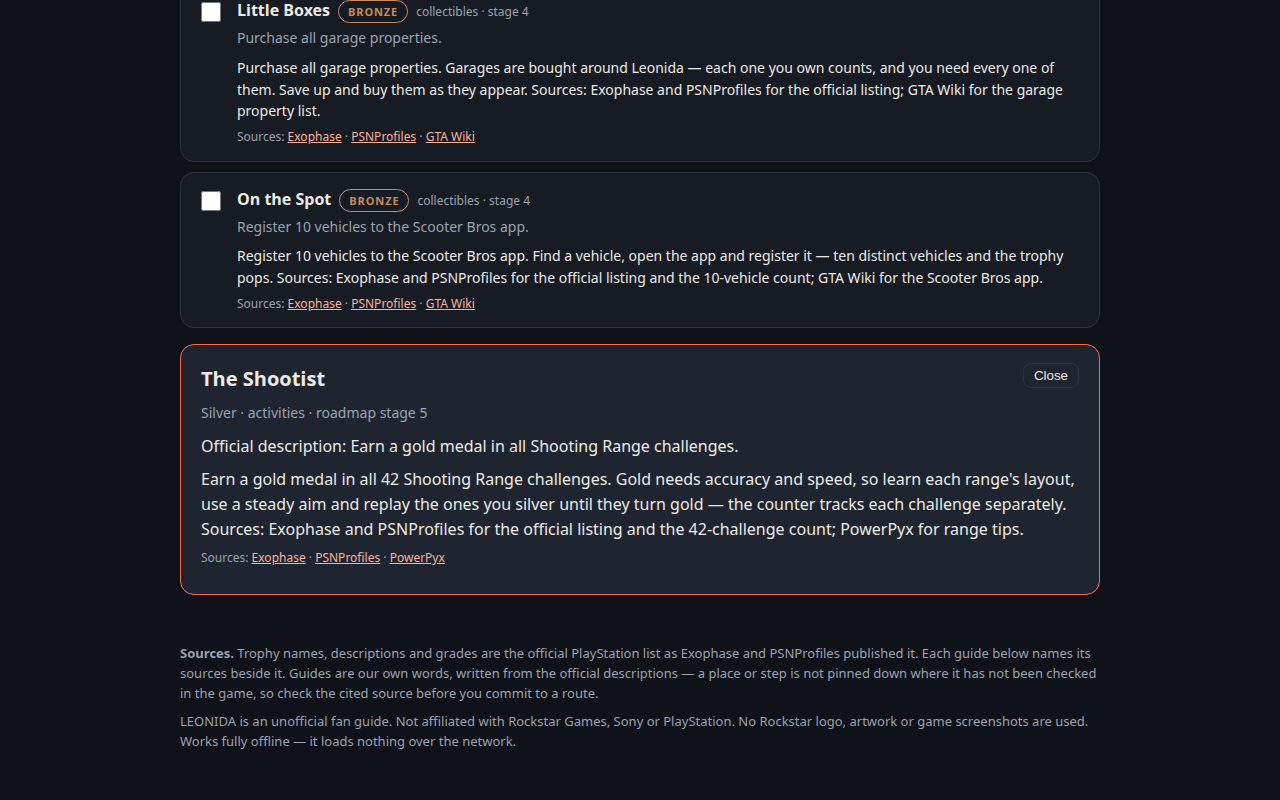 Little Boxes BRONZE collectibles · stage 4
Purchase all garage properties.
Purchase all garage properties. Garages are bought around Leonida — each one you own counts, and you need every one of
them. Save up and buy them as they appear. Sources: Exophase and PSNProfiles for the official listing; GTA Wiki for the garage
property list.
Sources: Exophase · PSNProfiles · GTA Wiki
On the Spot BRONZE collectibles · stage 4
Register 10 vehicles to the Scooter Bros app.
Register 10 vehicles to the Scooter Bros app. Find a vehicle, open the app and register it — ten distinct vehicles and the trophy
pops. Sources: Exophase and PSNProfiles for the official listing and the 10-vehicle count; GTA Wiki for the Scooter Bros app.
Sources: Exophase · PSNProfiles · GTA Wiki
The Shootist Close
Silver · activities · roadmap stage 5
Official description: Earn a gold medal in all Shooting Range challenges.
Earn a gold medal in all 42 Shooting Range challenges. Gold needs accuracy and speed, so learn each range's layout,
use a steady aim and replay the ones you silver until they turn gold — the counter tracks each challenge separately.
Sources: Exophase and PSNProfiles for the official listing and the 42-challenge count; PowerPyx for range tips.
Sources: Exophase · PSNProfiles · PowerPyx
Sources. Trophy names, descriptions and grades are the official PlayStation list as Exophase and PSNProfiles published it. Each guide below names its
sources beside it. Guides are our own words, written from the official descriptions — a place or step is not pinned down where it has not been checked
in the game, so check the cited source before you commit to a route.
LEONIDA is an unofficial fan guide. Not affiliated with Rockstar Games, Sony or PlayStation. No Rockstar logo, artwork or game screenshots are used.
Works fully offline — it loads nothing over the network.